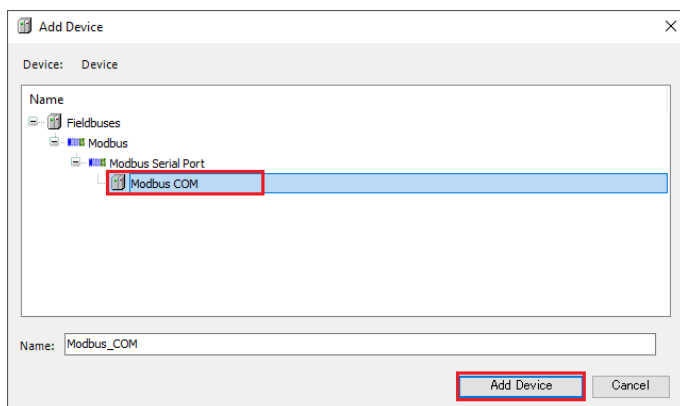 Add Device
Device: Device
Name
Fieldbuses
Modbus
Modbus Serial Port
Modbus COM
Name: Modbus_COM
Add Device Cancel